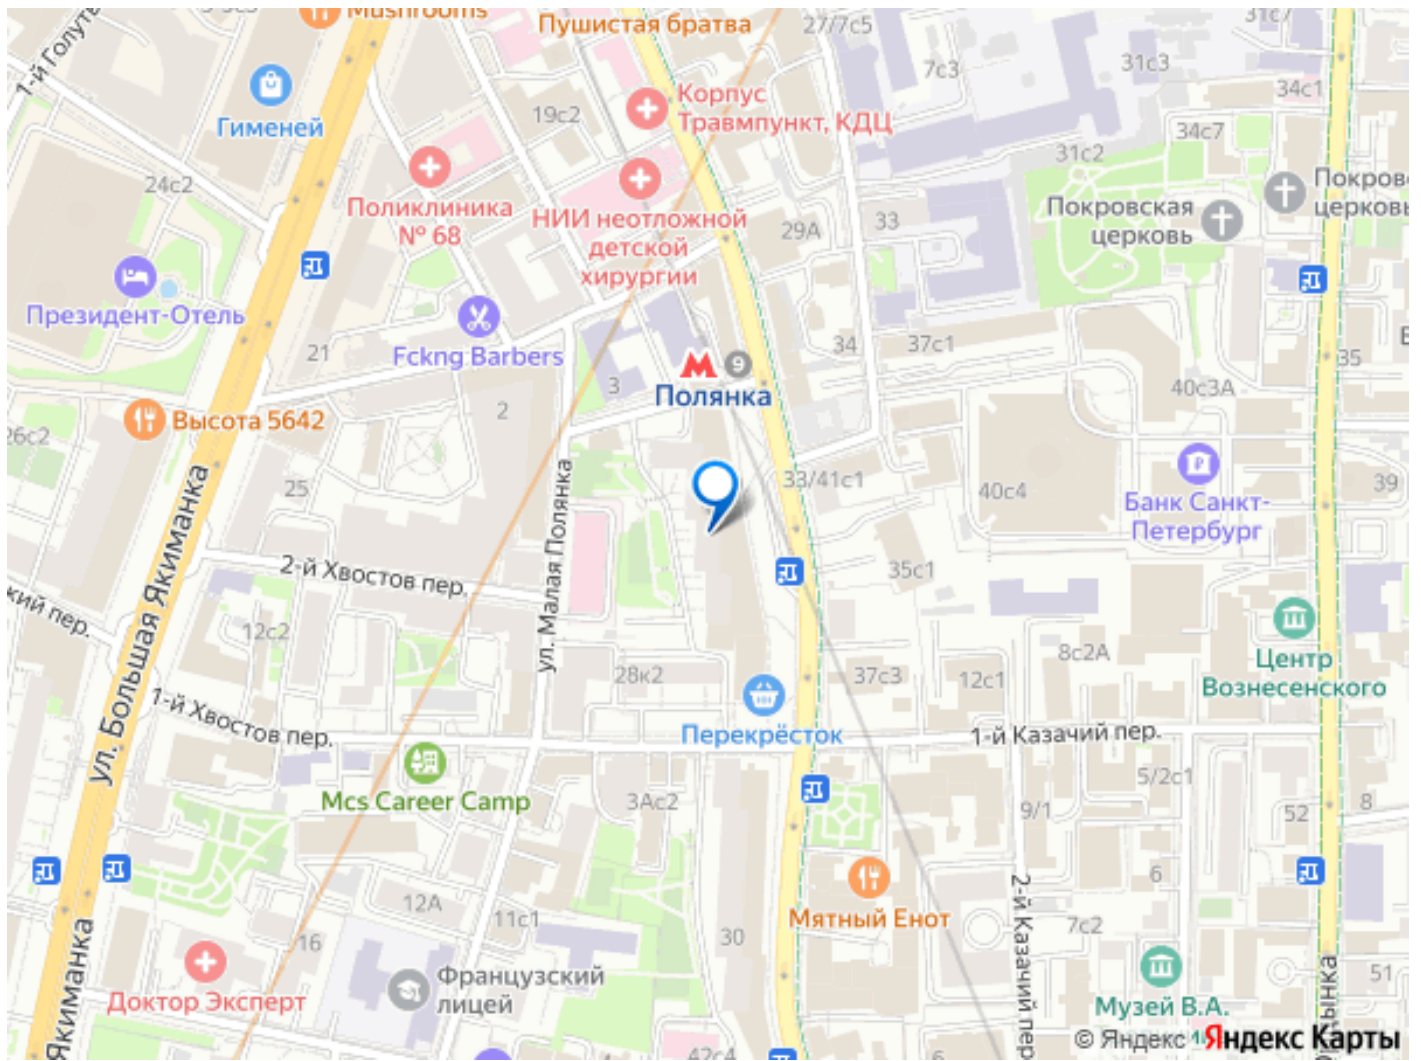 Mushrooms
Пушистая братва
27/7с5
31с7
1-й Голутв
7с3
31с3
34с1
Гименей
19с2
Корпус
Травмпункт, КДЦ
34с7
31с2
24с2
Поликлиника
№ 68
НИИ неотложной
детской
хирургии
29А
33
Покровская
церковь
Покровс
церковь
Президент-Отель
21
Fckng Barbers
3
9
Полянка
34
37с1
35
40с3А
Высота 5642
26с2
2
25
33/41с1
40с4
Банк Санкт-
Петербург
39
ул. Большая Якиманка
ул. Малая Полянка
2-й Хвостов пер.
35с1
кий пер.
12с2
28к2
37с3
12с1
8с2А
Центр
Вознесенского
1-й Хвостов пер.
Перекрёсток
1-й Казачий пер.
5/2с1
Mcs Career Camp
3Ас2
9/1
52
8
12А
11с1
16
Мятный Енот
30
2-й Казачий пер
6
7с2
Якиманка
Доктор Эксперт
Французский
лицей
Музей В.А.
51
рынка
42с4
© Яндекс
Яндекс Карты